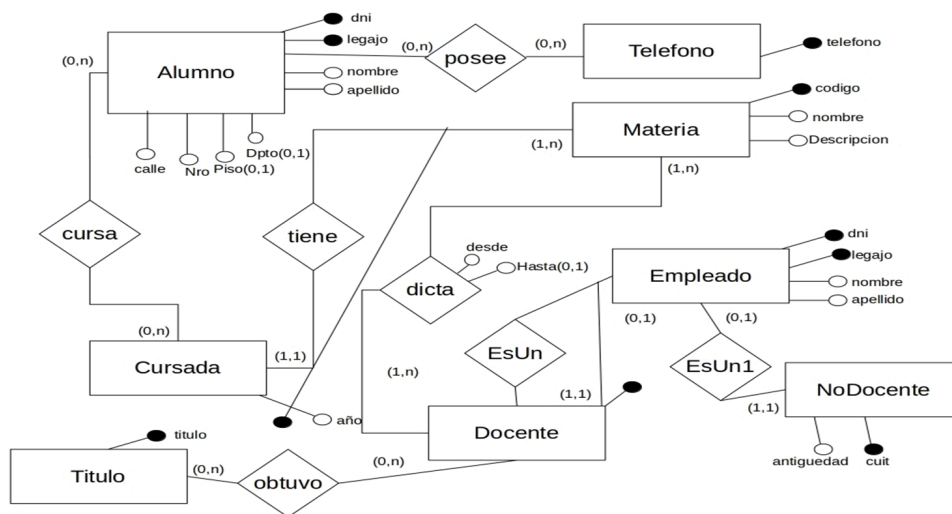 dni
legajo
(0,n)
Alumno
(0,n)
posee
(0,n)
Telefono
telefono
nombre
apellido
codigo
Materia
nombre
Descripcion
(1,n)
(1,n)
calle
Nro
Piso(0,1)
Dpto(0,1)
cursa
tiene
desde
Hasta(0,1)
dicta
dni
legajo
Empleado
nombre
apellido
(0,1)
(0,1)
(0,n)
(1,1)
Cursada
EsUn
EsUn1
(1,n)
(1,1)
(1,1)
NoDocente
año
Docente
titulo
antiguedad
cuit
Titulo
(0,n)
obtuvo
(0,n)